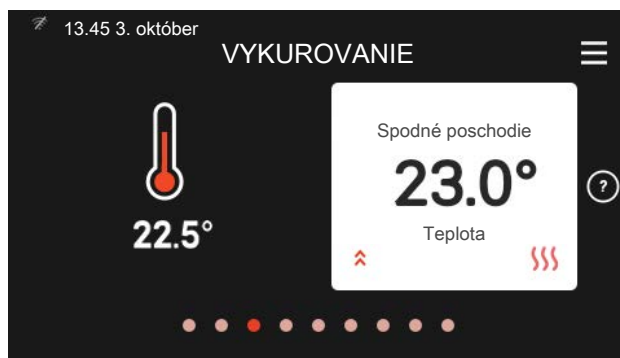 13.45 3. október
VYKUROVANIE
Spodné poschodie
23.0°
Teplota
22.5°
?